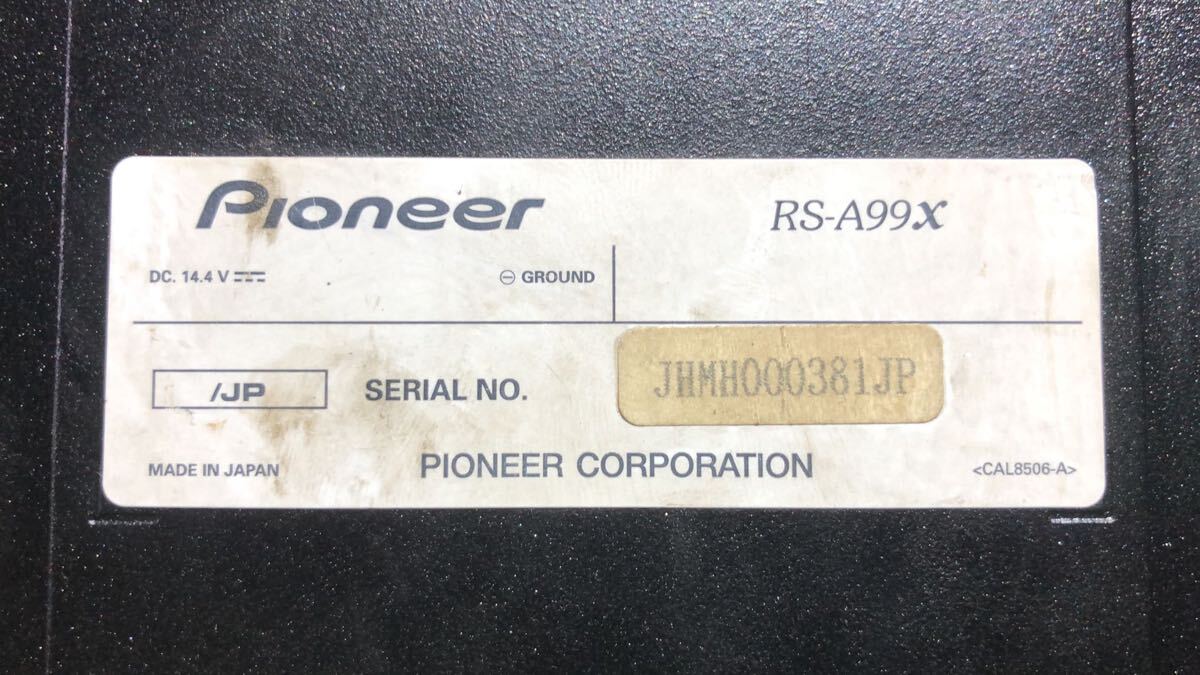 Pioneer
RS-A99X
DC. 14.4 V ⎓
⊖ GROUND
/JP
SERIAL NO.
JHMH000381JP
MADE IN JAPAN
PIONEER CORPORATION
<CAL8506-A>